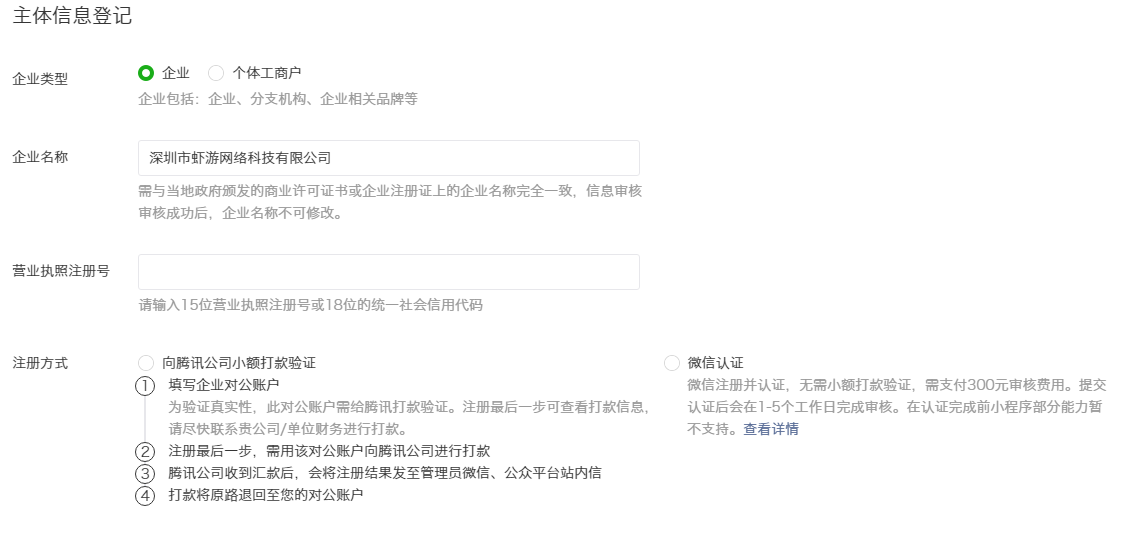 主体信息登记
企业类型
企业 个体工商户
企业包括：企业、分支机构、企业相关品牌等
企业名称
深圳市虾游网络科技有限公司
需与当地政府颁发的商业许可证书或企业注册证上的企业名称完全一致，信息审核
审核成功后，企业名称不可修改。
营业执照注册号
请输入15位营业执照注册号或18位的统一社会信用代码
注册方式
向腾讯公司小额打款验证
1 填写企业对公账户
为验证真实性，此对公账户需给腾讯打款验证。注册最后一步可查看打款信息，
请尽快联系贵公司/单位财务进行打款。
2 注册最后一步，需用该对公账户向腾讯公司进行打款
3 腾讯公司收到汇款后，会将注册结果发至管理员微信、公众平台站内信
4 打款将原路退回至您的对公账户
微信认证
微信注册并认证，无需小额打款验证，需支付300元审核费用。提交
认证后会在1-5个工作日完成审核。在认证完成前小程序部分能力暂
不支持。查看详情